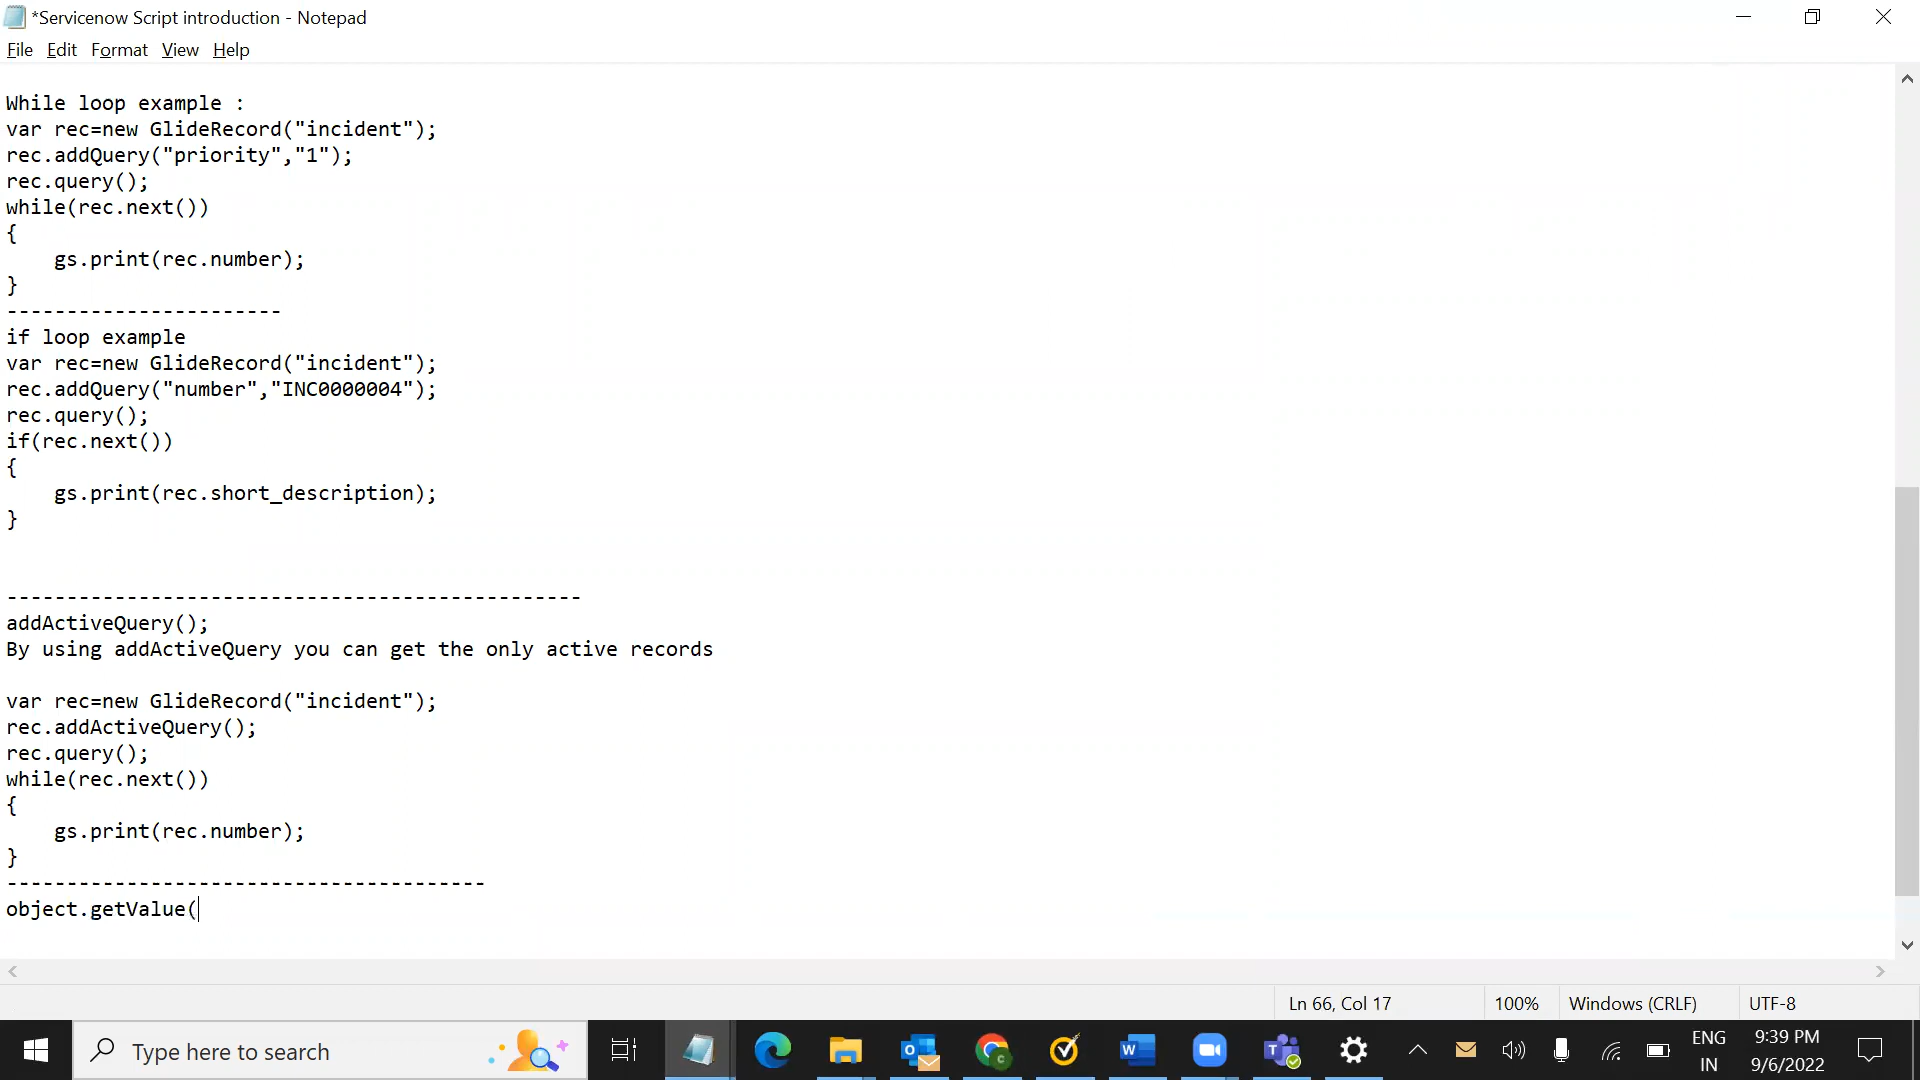 *Servicenow Script introduction - Notepad
File Edit Format View Help
While loop example :
var rec=new GlideRecord("incident");
rec.addQuery("priority","1");
rec.query();
while(rec.next())
{
    gs.print(rec.number);
}
-----------------------
if loop example
var rec=new GlideRecord("incident");
rec.addQuery("number","INC0000004");
rec.query();
if(rec.next())
{
    gs.print(rec.short_description);
}
------------------------------------------------
addActiveQuery();
By using addActiveQuery you can get the only active records
var rec=new GlideRecord("incident");
rec.addActiveQuery();
rec.query();
while(rec.next())
{
    gs.print(rec.number);
}
----------------------------------------
object.getValue(
Ln 66, Col 17 100% Windows (CRLF) UTF-8
Type here to search
ENG
IN
9:39 PM
9/6/2022